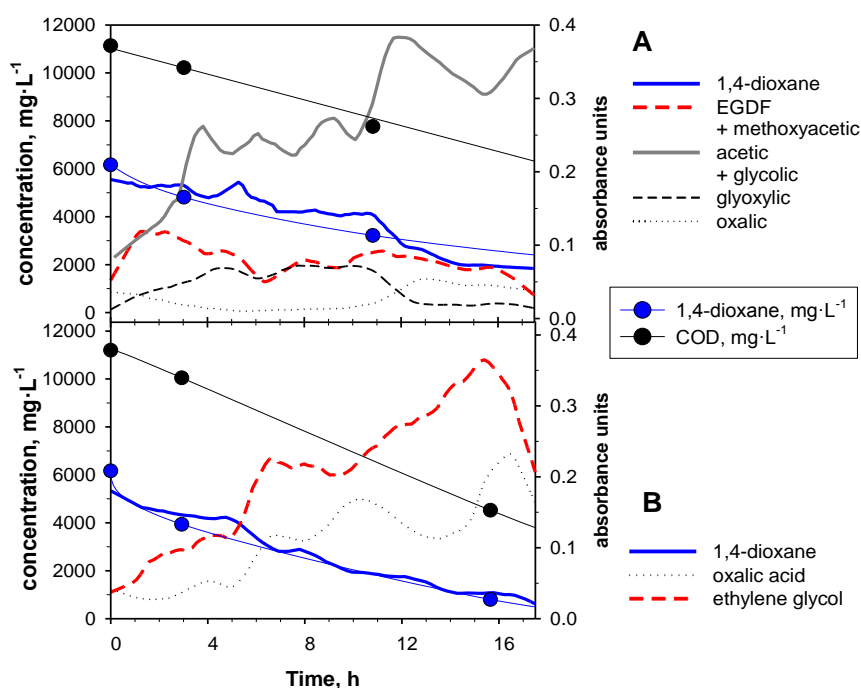 12000
10000
8000
6000
4000
2000
0
concentration, mg·L-1
0.4
0.3
0.2
0.1
0.0
absorbance units
A
1,4-dioxane
EGDF
+ methoxyacetic
acetic
+ glycolic
glyoxylic
oxalic
1,4-dioxane, mg·L-1
COD, mg·L-1
12000
10000
8000
6000
4000
2000
0
concentration, mg·L-1
0.4
0.3
0.2
0.1
0.0
absorbance units
B
1,4-dioxane
oxalic acid
ethylene glycol
0 4 8 12 16
Time, h